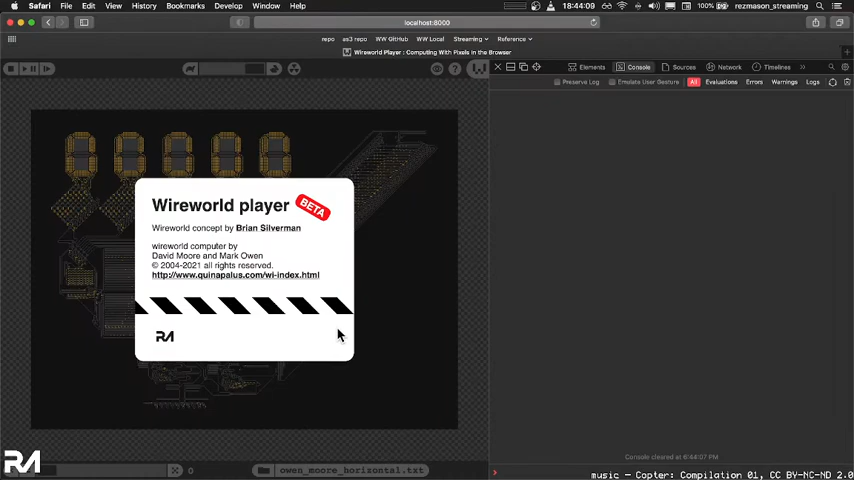 Safari File Edit View History Bookmarks Develop Window Help
100%
18:44:09
rezmason_streaming
localhost:8000
repo as3 repo WW GitHub WW Local Streaming Reference
Wireworld Player : Computing With Pixels in the Browser
Elements Console Sources Network Timelines
Preserve Log Emulate User Gesture All Evaluations Errors Warnings Logs
Wireworld player BETA
Wireworld concept by Brian Silverman
wireworld computer by
David Moore and Mark Owen
© 2004-2021 all rights reserved.
http://www.quinapalus.com/wi-index.html
RM
Console cleared at 6:44:07 PM
RM
0
owen_moore_horizontal.txt
music — Copter: Compilation 01, CC BY-NC-ND 2.0